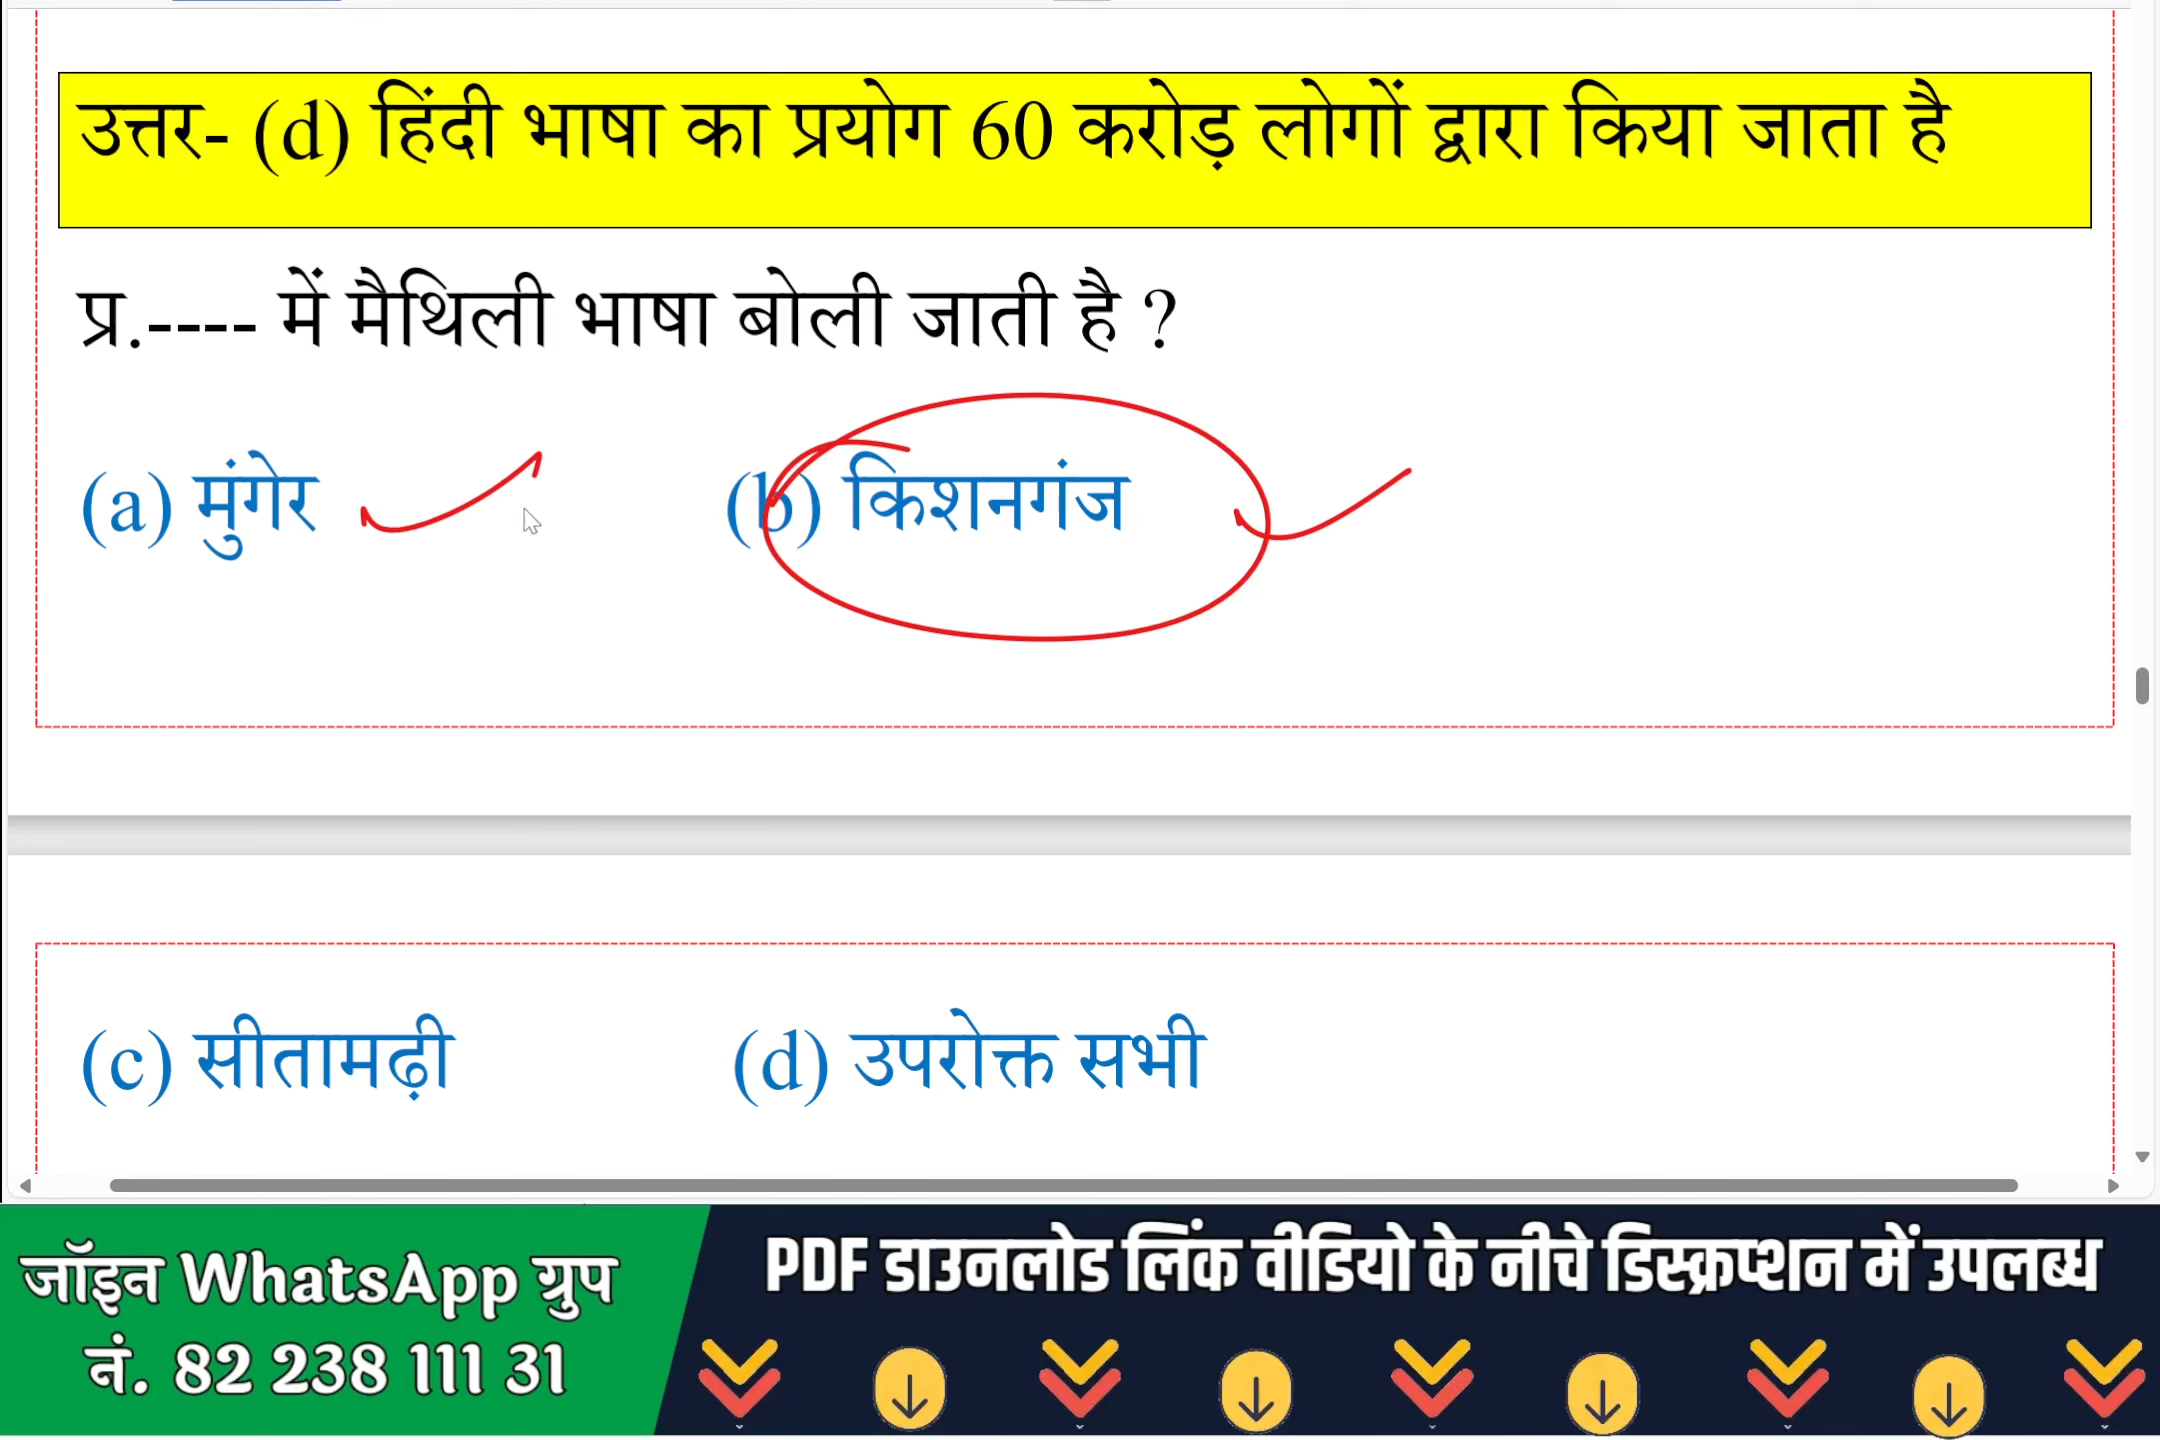 उत्तर- (d) हिंदी भाषा का प्रयोग 60 करोड़ लोगों द्वारा किया जाता है
प्र.---- में मैथिली भाषा बोली जाती है ?
(a) मुंगेर (b) किशनगंज
(c) सीतामढ़ी (d) उपरोक्त सभी
जॉइन WhatsApp ग्रुप
नं. 82 238 111 31
PDF डाउनलोड लिंक वीडियो के नीचे डिस्क्रप्शन में उपलब्ध